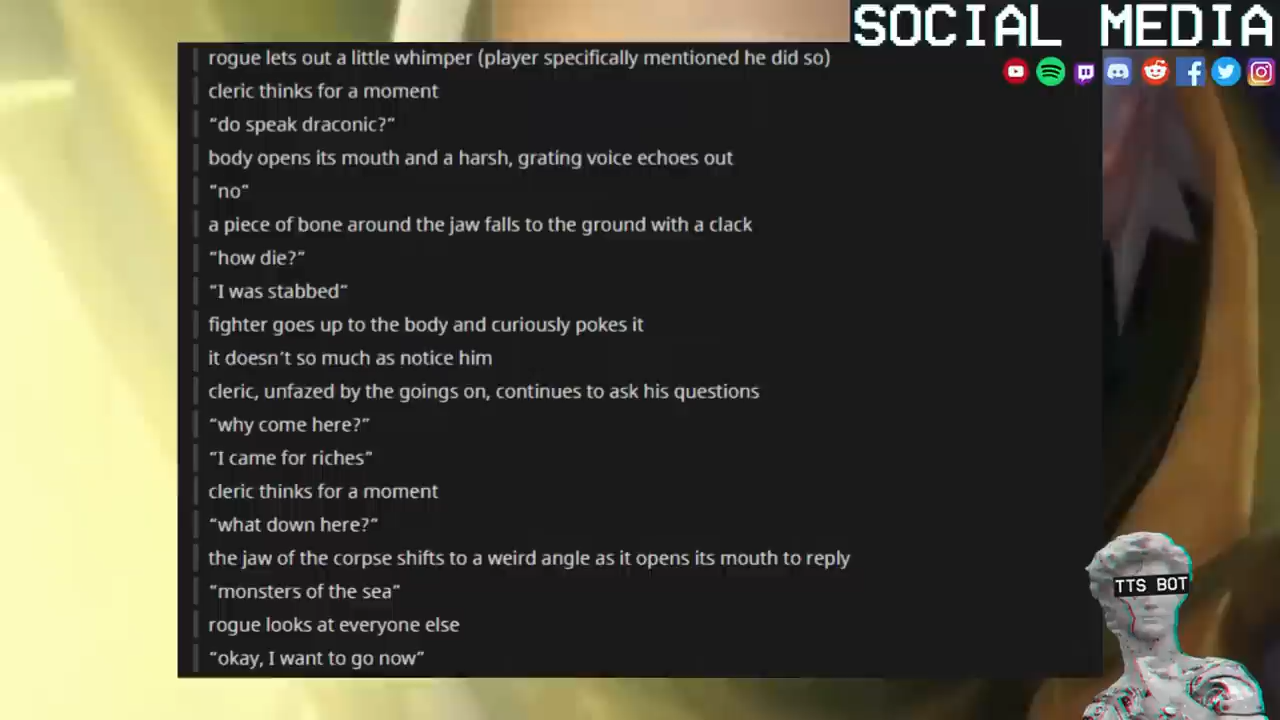 SOCIAL MEDIA
rogue lets out a little whimper (player specifically mentioned he did so)
cleric thinks for a moment
“do speak draconic?”
body opens its mouth and a harsh, grating voice echoes out
“no”
a piece of bone around the jaw falls to the ground with a clack
“how die?”
“I was stabbed”
fighter goes up to the body and curiously pokes it
it doesn’t so much as notice him
cleric, unfazed by the goings on, continues to ask his questions
“why come here?”
“I came for riches”
cleric thinks for a moment
“what down here?”
the jaw of the corpse shifts to a weird angle as it opens its mouth to reply
“monsters of the sea”
rogue looks at everyone else
“okay, I want to go now”
TTS BOT